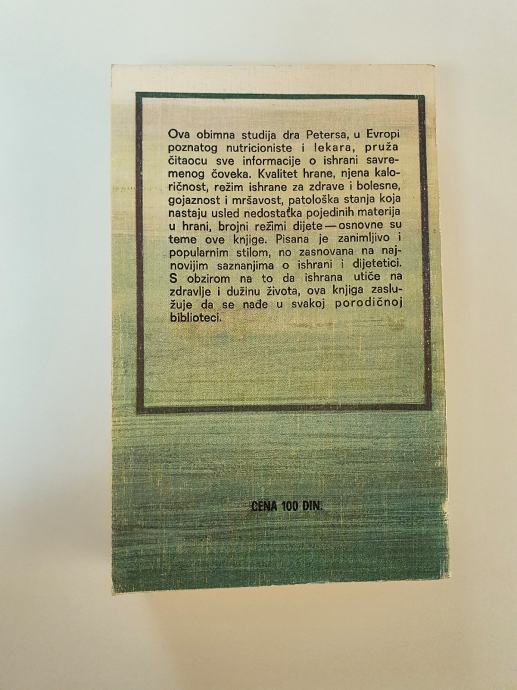 Ova obimna studija dra Petersa, u Evropi
poznatog nutricioniste i lekara, pruža
čitaocu sve informacije o ishrani savre-
menog čoveka. Kvalitet hrane, njena kalo-
ričnost, režim ishrane za zdrave i bolesne,
gojaznost i mršavost, patološka stanja koja
nastaju usled nedostatka pojedinih materija
u hrani, brojni režimi dijete — osnovne su
teme ove knjige. Pisana je zanimljivo i
popularnim stilom, no zasnovana na naj-
novijim saznanjima o ishrani i dijetetici.
S obzirom na to da ishrana utiče na
zdravlje i dužinu života, ova knjiga zaslu-
žuje da se nađe u svakoj porodičnoj
biblioteci.
CENA 100 DIN.